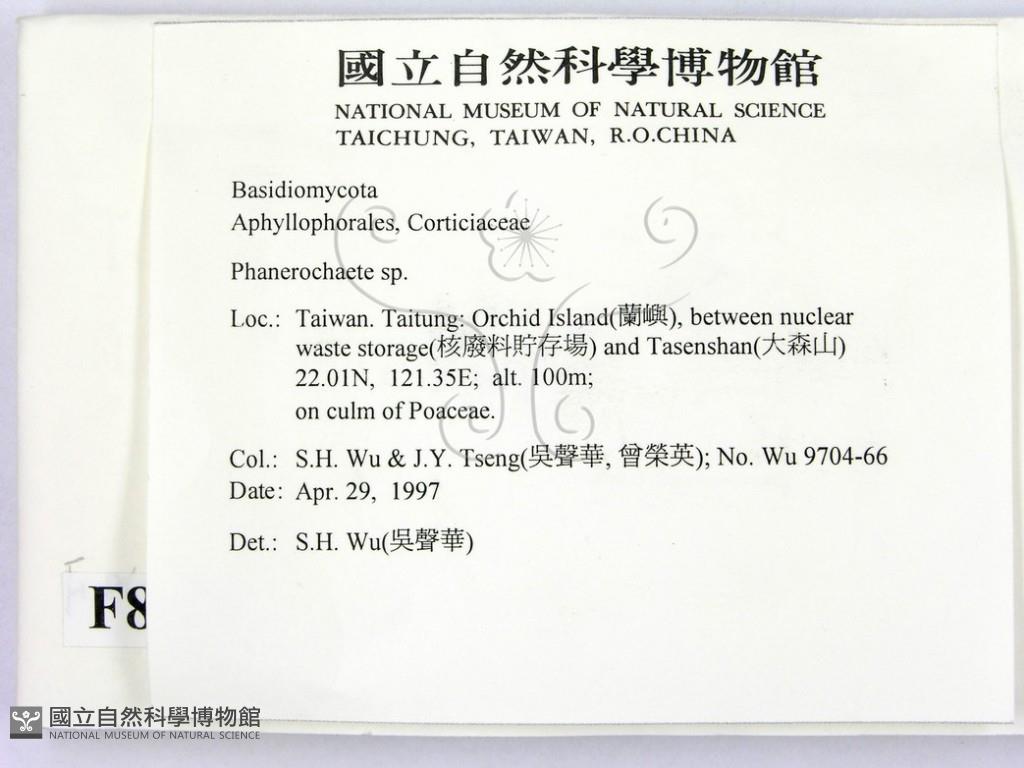 國立自然科學博物館
NATIONAL MUSEUM OF NATURAL SCIENCE
TAICHUNG, TAIWAN, R.O.CHINA
Basidiomycota
Aphyllophorales, Corticiaceae
Phanerochaete sp.
Loc.: Taiwan. Taitung: Orchid Island(蘭嶼), between nuclear
waste storage(核廢料貯存場) and Tasenshan(大森山)
22.01N, 121.35E; alt. 100m;
on culm of Poaceae.
Col.: S.H. Wu & J.Y. Tseng(吳聲華, 曾榮英); No. Wu 9704-66
Date: Apr. 29, 1997
Det.: S.H. Wu(吳聲華)
F8
國立自然科學博物館
NATIONAL MUSEUM OF NATURAL SCIENCE